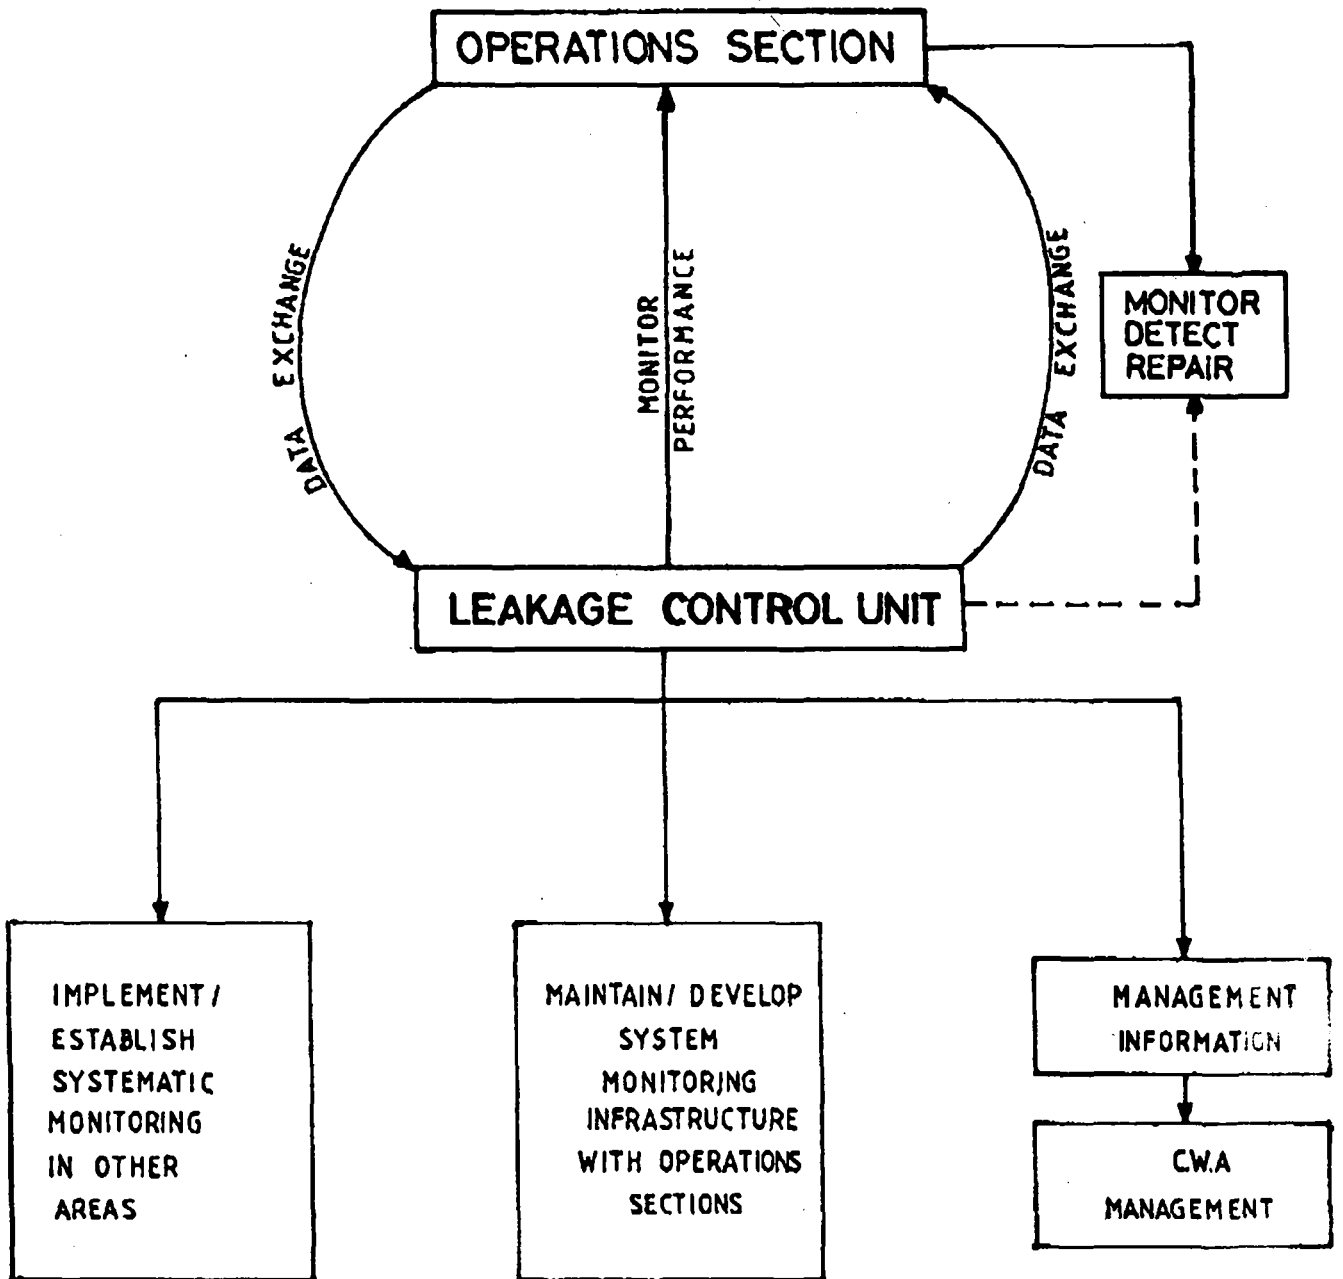 OPERATIONS SECTION
DATA EXCHANGE
MONITOR
PERFORMANCE
DATA EXCHANGE
MONITOR
DETECT
REPAIR
LEAKAGE CONTROL UNIT
IMPLEMENT/
ESTABLISH
SYSTEMATIC
MONITORING
IN OTHER
AREAS
MAINTAIN/ DEVELOP
SYSTEM
MONITORING
INFRASTRUCTURE
WITH OPERATIONS
SECTIONS
MANAGEMENT
INFORMATION
C.W.A
MANAGEMENT